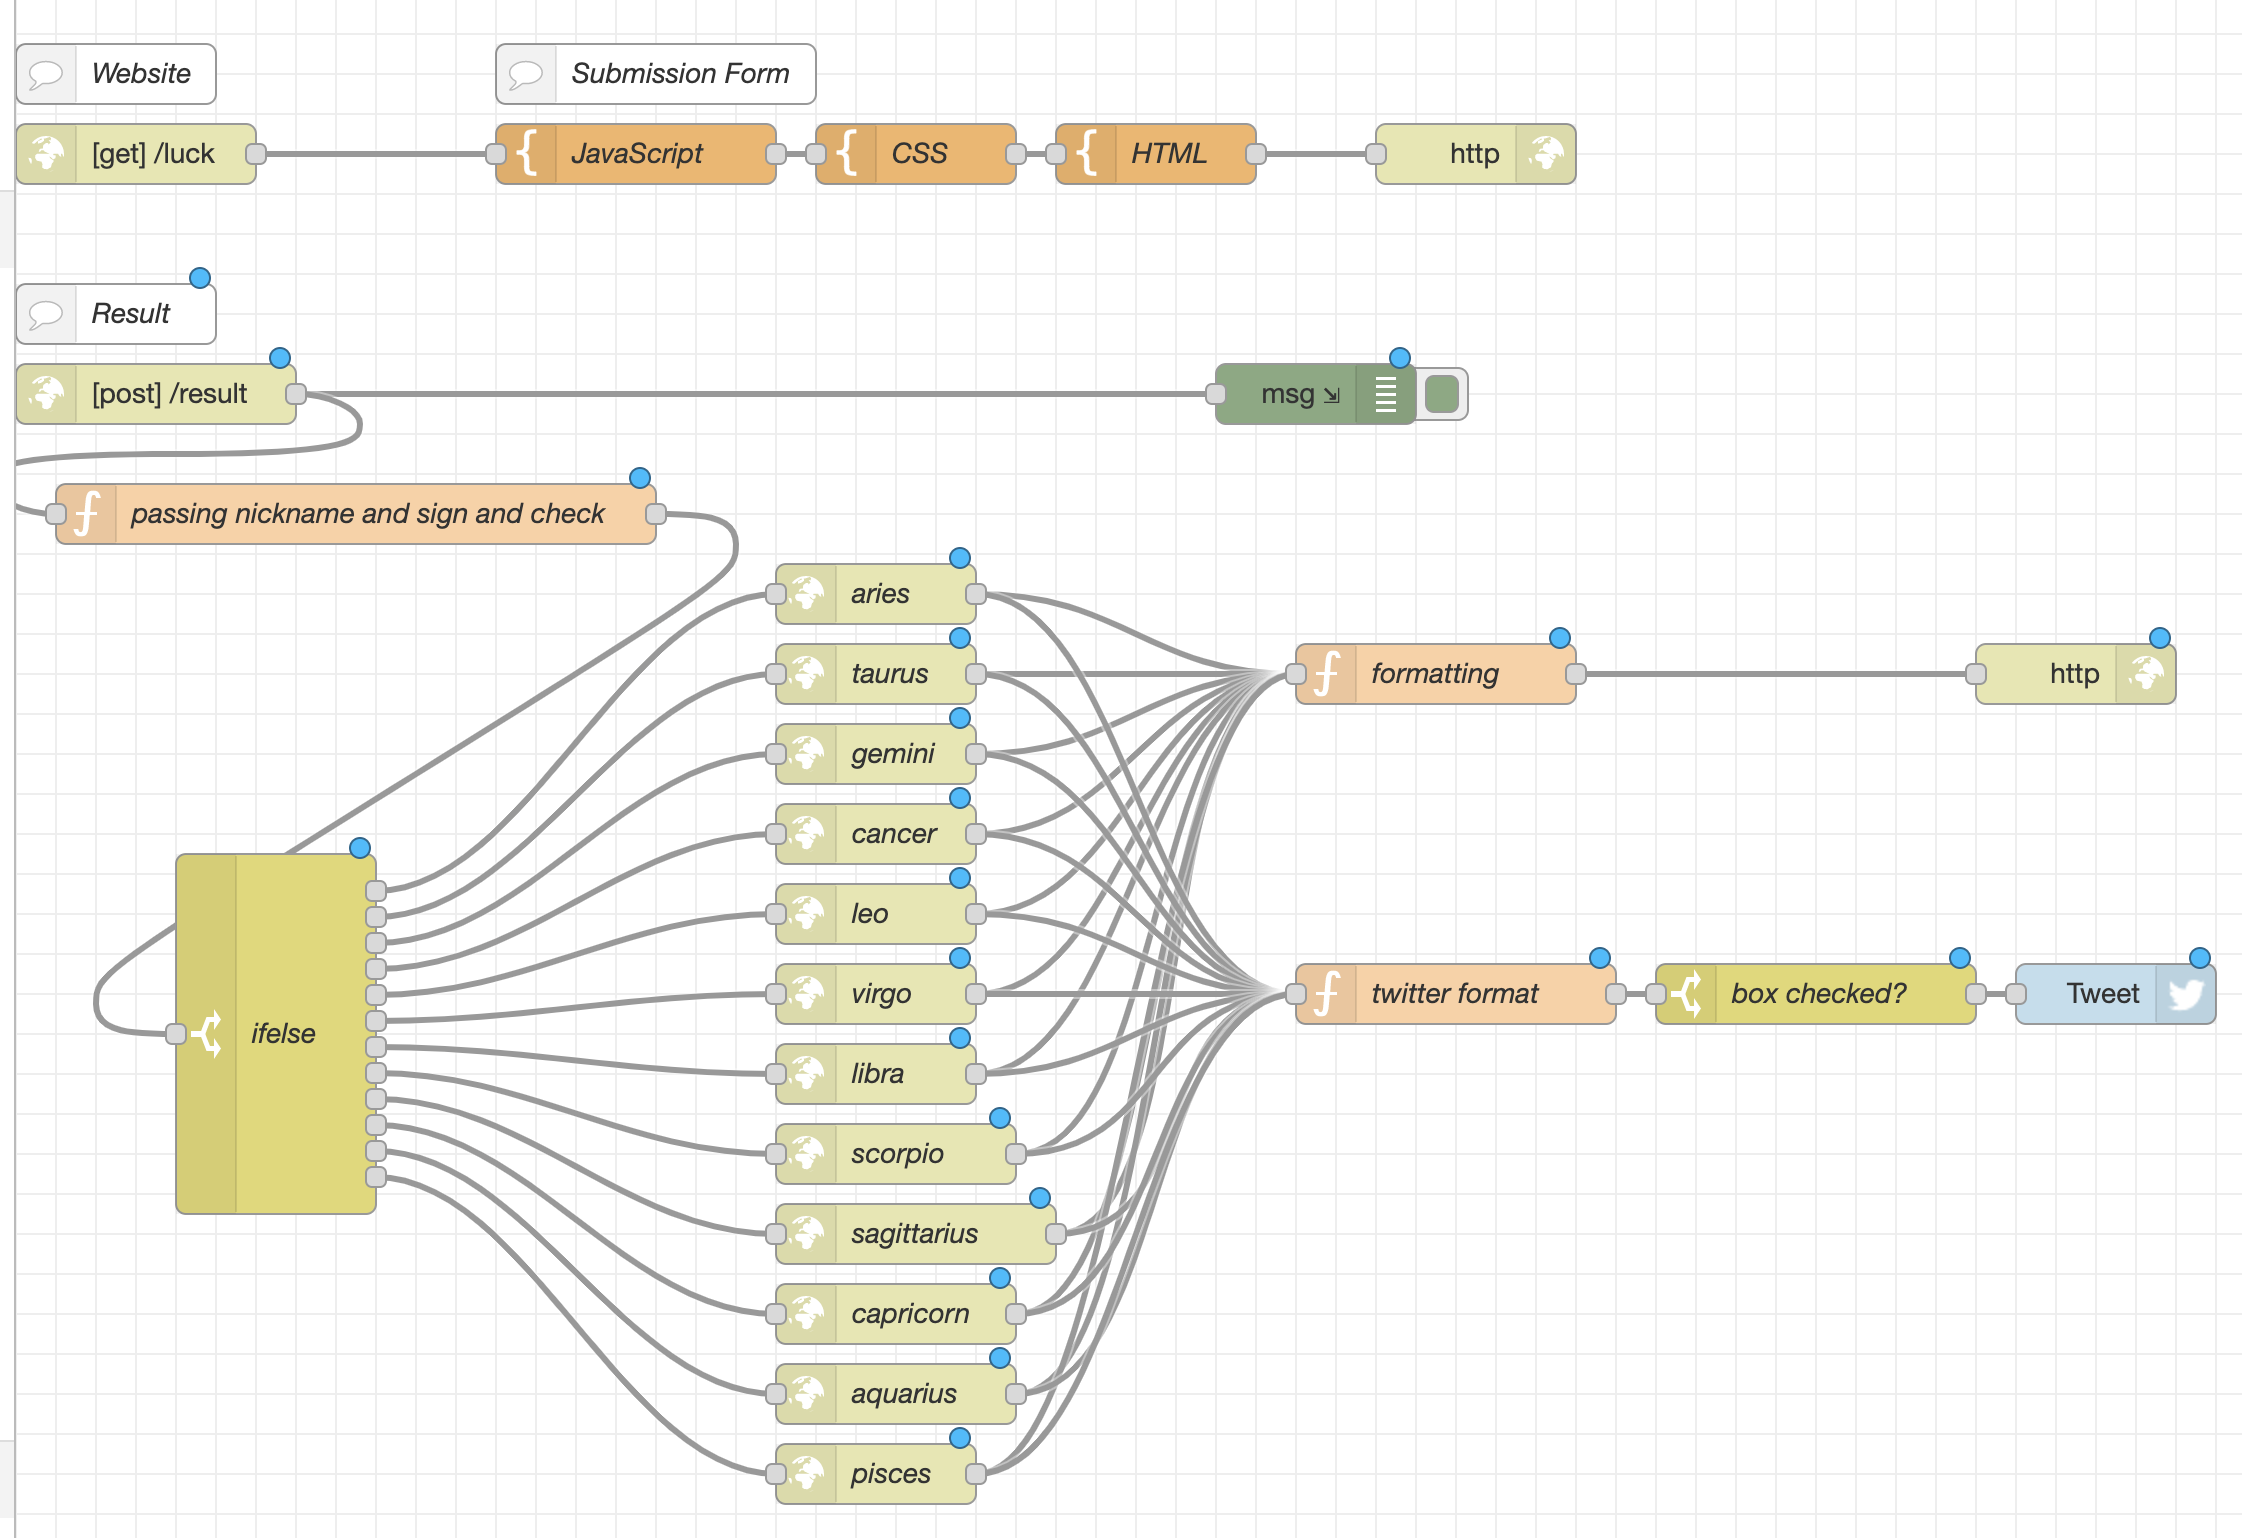 Website
Submission Form
[get] /luck
JavaScript
CSS
HTML
http
Result
[post] /result
msg
passing nickname and sign and check
aries
taurus
formatting
http
gemini
cancer
leo
virgo
twitter format
box checked?
Tweet
ifelse
libra
scorpio
sagittarius
capricorn
aquarius
pisces